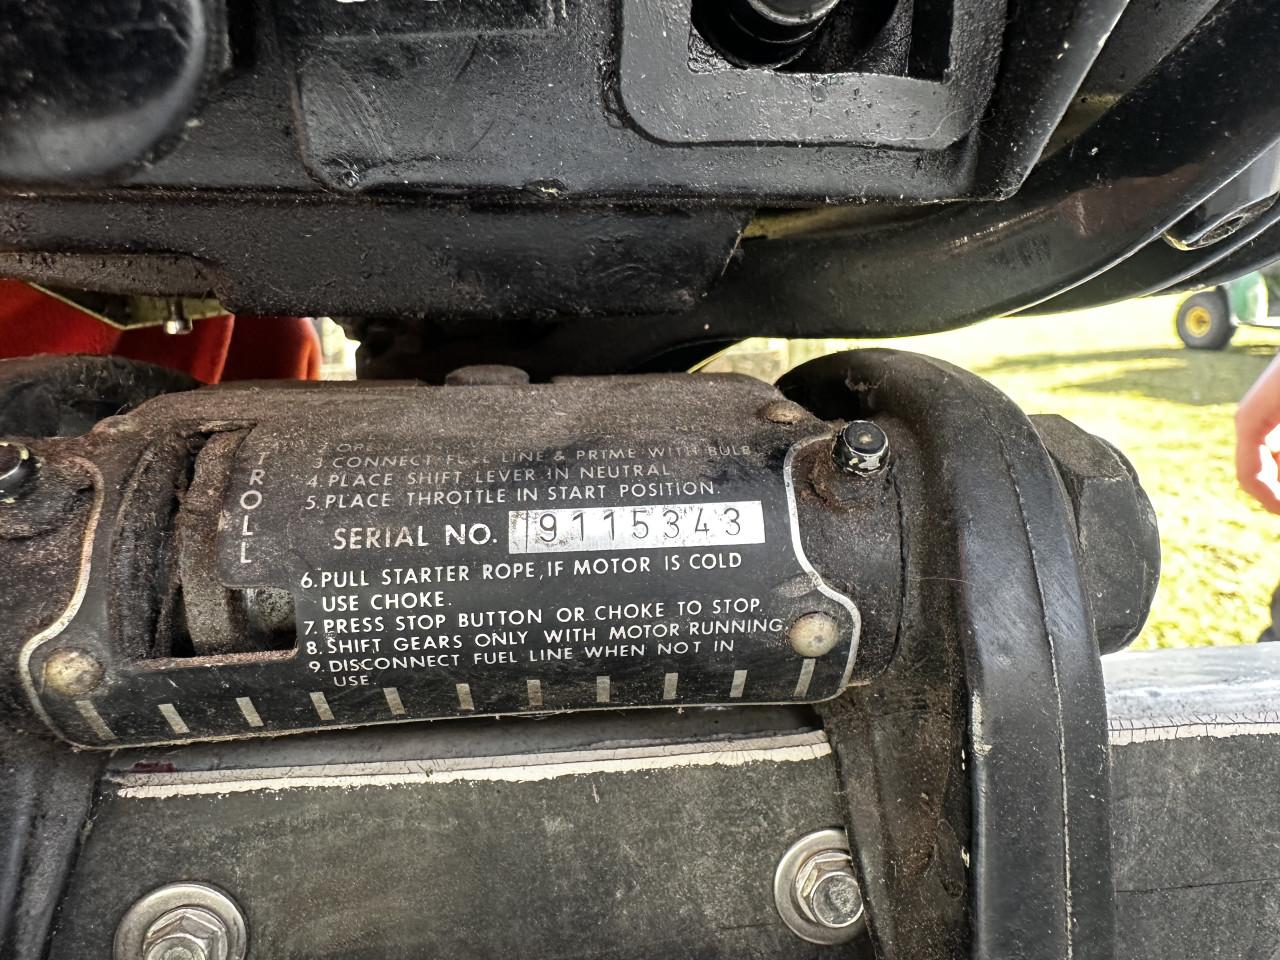 TROLL
3. CONNECT FUEL LINE & PRIME WITH BULB.
4. PLACE SHIFT LEVER IN NEUTRAL.
5. PLACE THROTTLE IN START POSITION.
SERIAL NO. 9115343
6. PULL STARTER ROPE, IF MOTOR IS COLD
USE CHOKE.
7. PRESS STOP BUTTON OR CHOKE TO STOP.
8. SHIFT GEARS ONLY WITH MOTOR RUNNING.
9. DISCONNECT FUEL LINE WHEN NOT IN
USE.